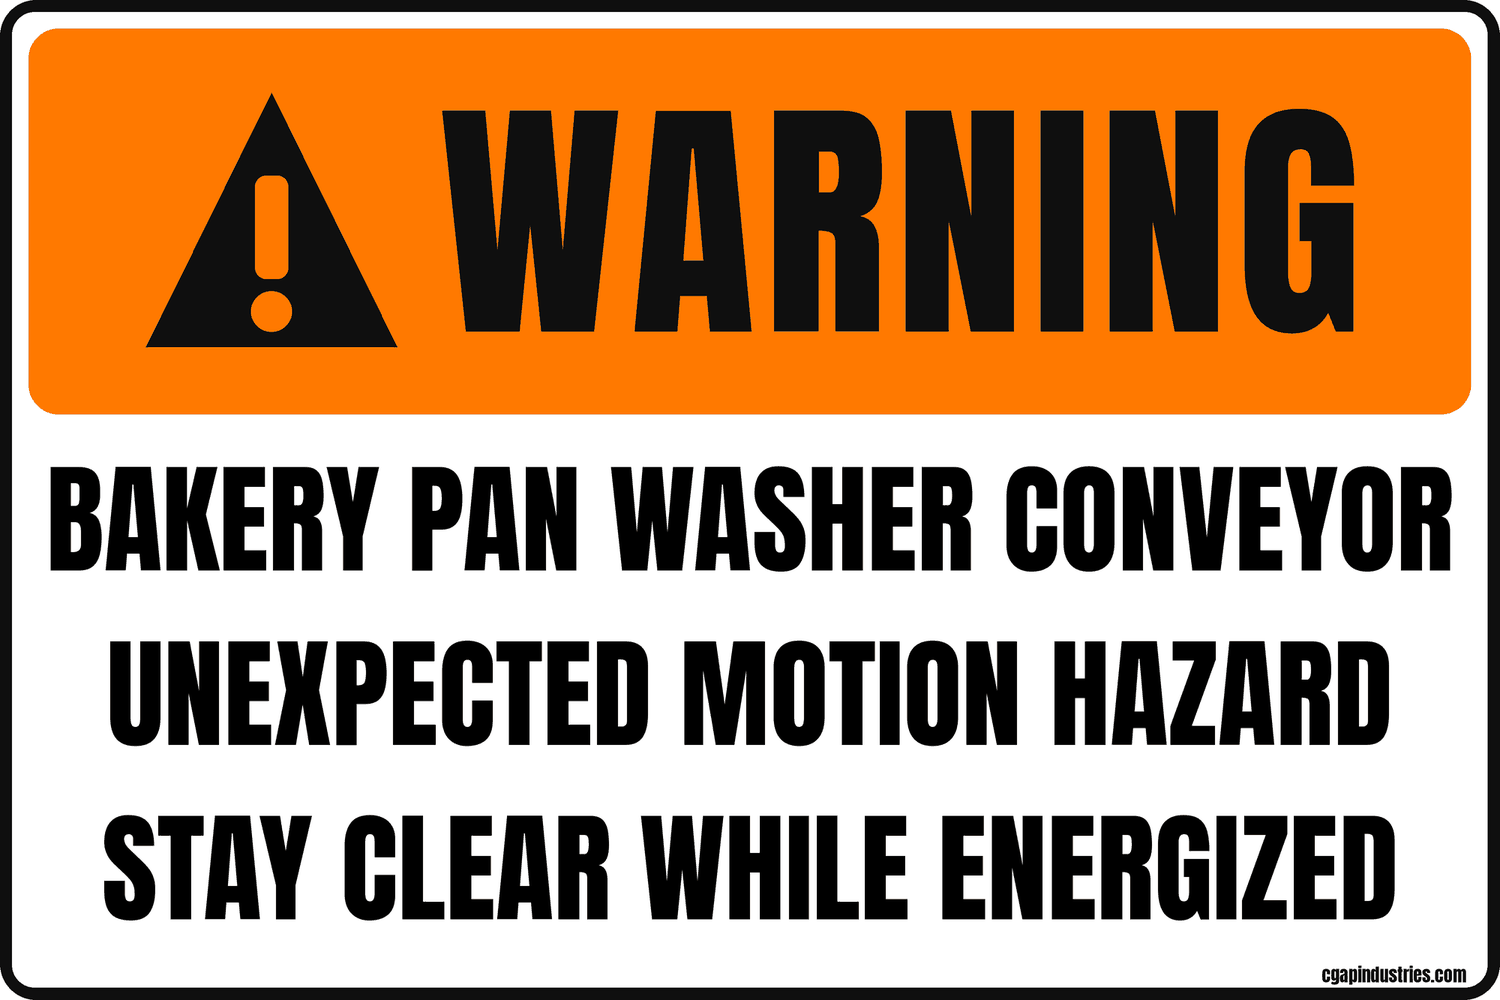 WARNING
BAKERY PAN WASHER CONVEYOR
UNEXPECTED MOTION HAZARD
STAY CLEAR WHILE ENERGIZED
cgapindustries.com